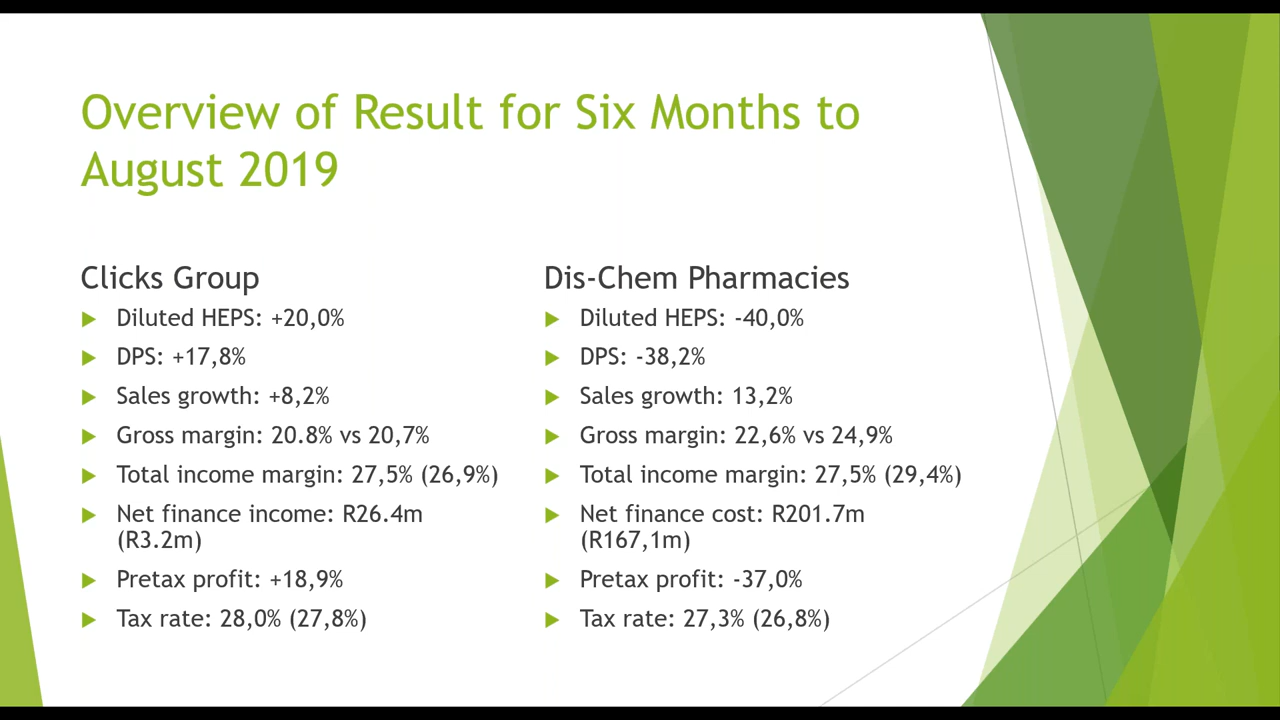 Overview of Result for Six Months to
August 2019
Clicks Group
Diluted HEPS: +20,0%
DPS: +17,8%
Sales growth: +8,2%
Gross margin: 20.8% vs 20,7%
Total income margin: 27,5% (26,9%)
Net finance income: R26.4m
(R3.2m)
Pretax profit: +18,9%
Tax rate: 28,0% (27,8%)
Dis-Chem Pharmacies
Diluted HEPS: -40,0%
DPS: -38,2%
Sales growth: 13,2%
Gross margin: 22,6% vs 24,9%
Total income margin: 27,5% (29,4%)
Net finance cost: R201.7m
(R167,1m)
Pretax profit: -37,0%
Tax rate: 27,3% (26,8%)